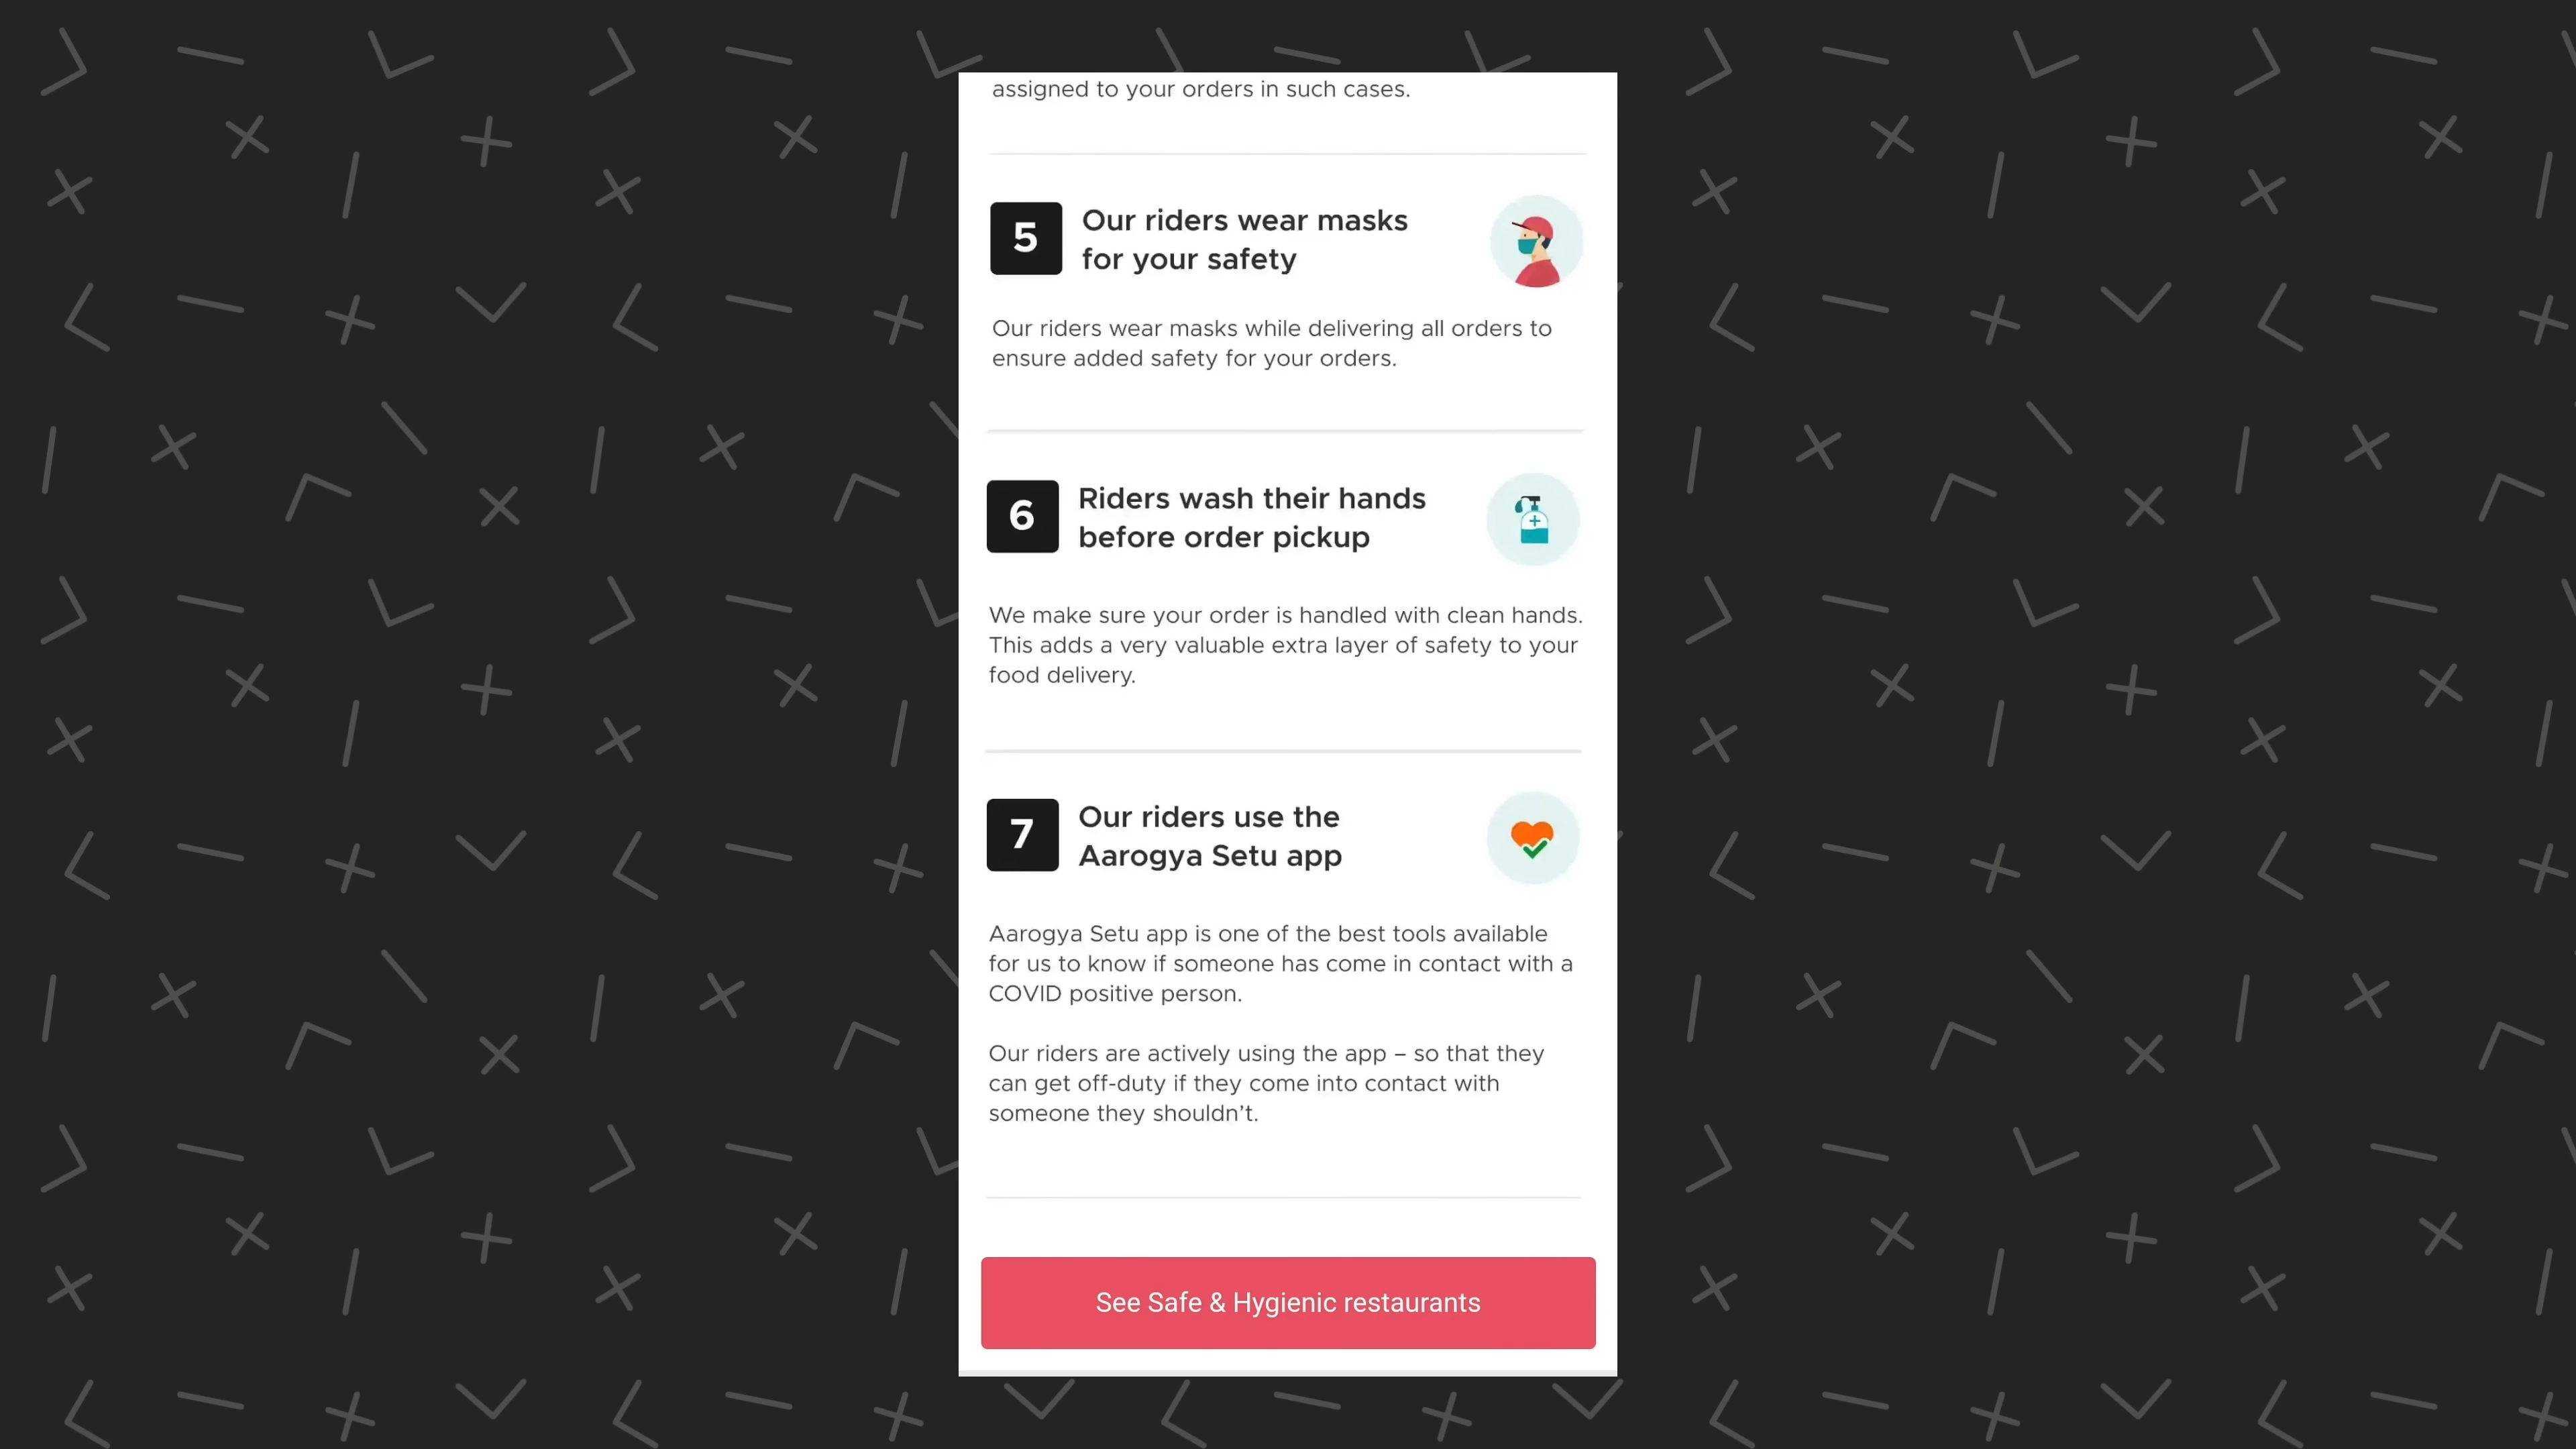 assigned to your orders in such cases.
5
Our riders wear masks
for your safety
Our riders wear masks while delivering all orders to
ensure added safety for your orders.
6
Riders wash their hands
before order pickup
We make sure your order is handled with clean hands.
This adds a very valuable extra layer of safety to your
food delivery.
7
Our riders use the
Aarogya Setu app
Aarogya Setu app is one of the best tools available
for us to know if someone has come in contact with a
COVID positive person.
Our riders are actively using the app – so that they
can get off-duty if they come into contact with
someone they shouldn’t.
See Safe & Hygienic restaurants